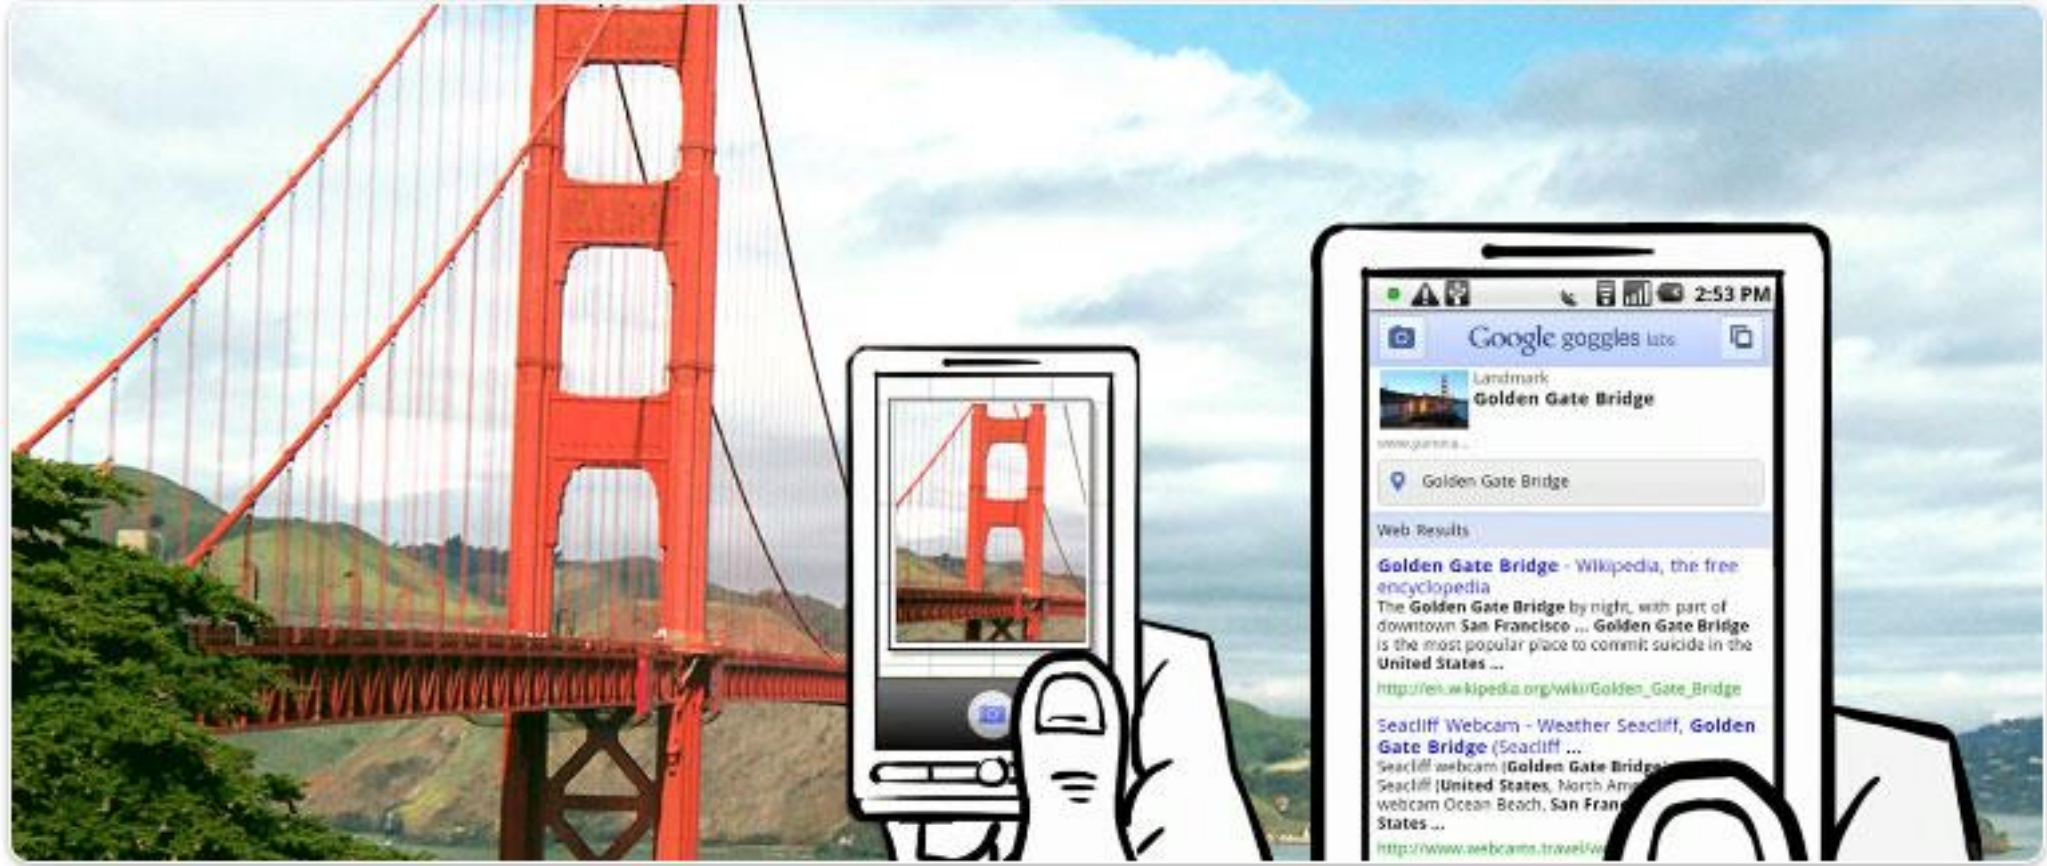 2:53 PM
Google goggles labs
Landmark
Golden Gate Bridge
Golden Gate Bridge
Web Results
Golden Gate Bridge - Wikipedia, the free
encyclopedia
The Golden Gate Bridge by night, with part of
downtown San Francisco ... Golden Gate Bridge
is the most popular place to commit suicide in the
United States ...
http://en.wikipedia.org/wiki/Golden_Gate_Bridge
Seacliff Webcam - Weather Seacliff, Golden
Gate Bridge (Seacliff ...
Seacliff webcam (Golden Gate Bridge)
Seacliff (United States, North
webcam Ocean Beach, San
States ...
http://www.webcams.travel/